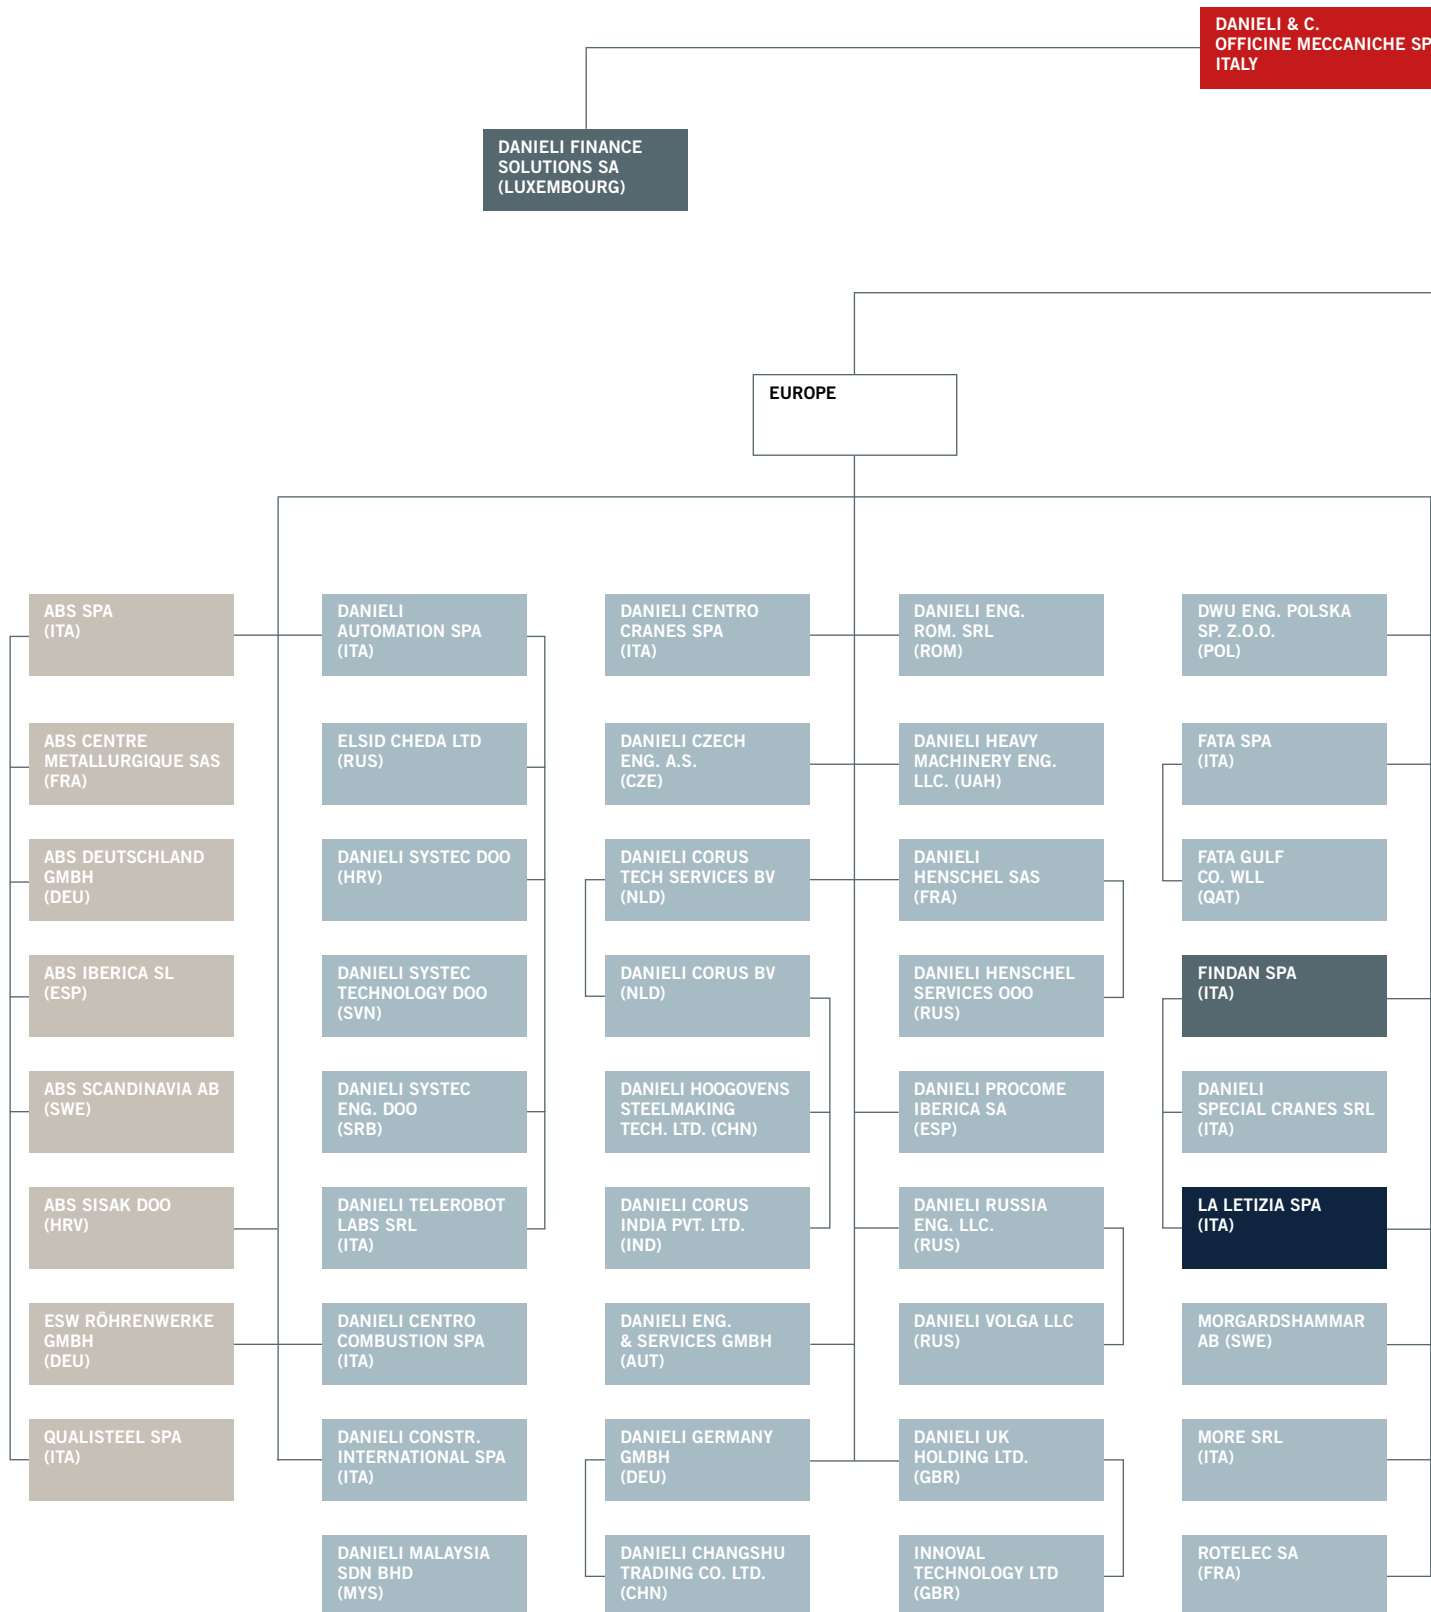 DANIELI & C.
OFFICINE MECCANICHE SP
ITALY
DANIELI FINANCE
SOLUTIONS SA
(LUXEMBOURG)
EUROPE
ABS SPA
(ITA)
DANIELI
AUTOMATION SPA
(ITA)
DANIELI CENTRO
CRANES SPA
(ITA)
DANIELI ENG.
ROM. SRL
(ROM)
DWU ENG. POLSKA
SP. Z.O.O.
(POL)
ABS CENTRE
METALLURGIQUE SAS
(FRA)
ELSID CHEDA LTD
(RUS)
DANIELI CZECH
ENG. A.S.
(CZE)
DANIELI HEAVY
MACHINERY ENG.
LLC. (UAH)
FATA SPA
(ITA)
ABS DEUTSCHLAND
GMBH
(DEU)
DANIELI SYSTEC DOO
(HRV)
DANIELI CORUS
TECH SERVICES BV
(NLD)
DANIELI
HENSCHEL SAS
(FRA)
FATA GULF
CO. WLL
(QAT)
ABS IBERICA SL
(ESP)
DANIELI SYSTEC
TECHNOLOGY DOO
(SVN)
DANIELI CORUS BV
(NLD)
DANIELI HENSCHEL
SERVICES OOO
(RUS)
FINDAN SPA
(ITA)
ABS SCANDINAVIA AB
(SWE)
DANIELI SYSTEC
ENG. DOO
(SRB)
DANIELI HOOGOVENS
STEELMAKING
TECH. LTD. (CHN)
DANIELI PROCOME
IBERICA SA
(ESP)
DANIELI
SPECIAL CRANES SRL
(ITA)
ABS SISAK DOO
(HRV)
DANIELI TELEROBOT
LABS SRL
(ITA)
DANIELI CORUS
INDIA PVT. LTD.
(IND)
DANIELI RUSSIA
ENG. LLC.
(RUS)
LA LETIZIA SPA
(ITA)
ESW RÖHRENWERKE
GMBH
(DEU)
DANIELI CENTRO
COMBUSTION SPA
(ITA)
DANIELI ENG.
& SERVICES GMBH
(AUT)
DANIELI VOLGA LLC
(RUS)
MORGARDSHAMMAR
AB (SWE)
QUALISTEEL SPA
(ITA)
DANIELI CONSTR.
INTERNATIONAL SPA
(ITA)
DANIELI GERMANY
GMBH
(DEU)
DANIELI UK
HOLDING LTD.
(GBR)
MORE SRL
(ITA)
DANIELI MALAYSIA
SDN BHD
(MYS)
DANIELI CHANGSHU
TRADING CO. LTD.
(CHN)
INNOVAL
TECHNOLOGY LTD
(GBR)
ROTELEC SA
(FRA)